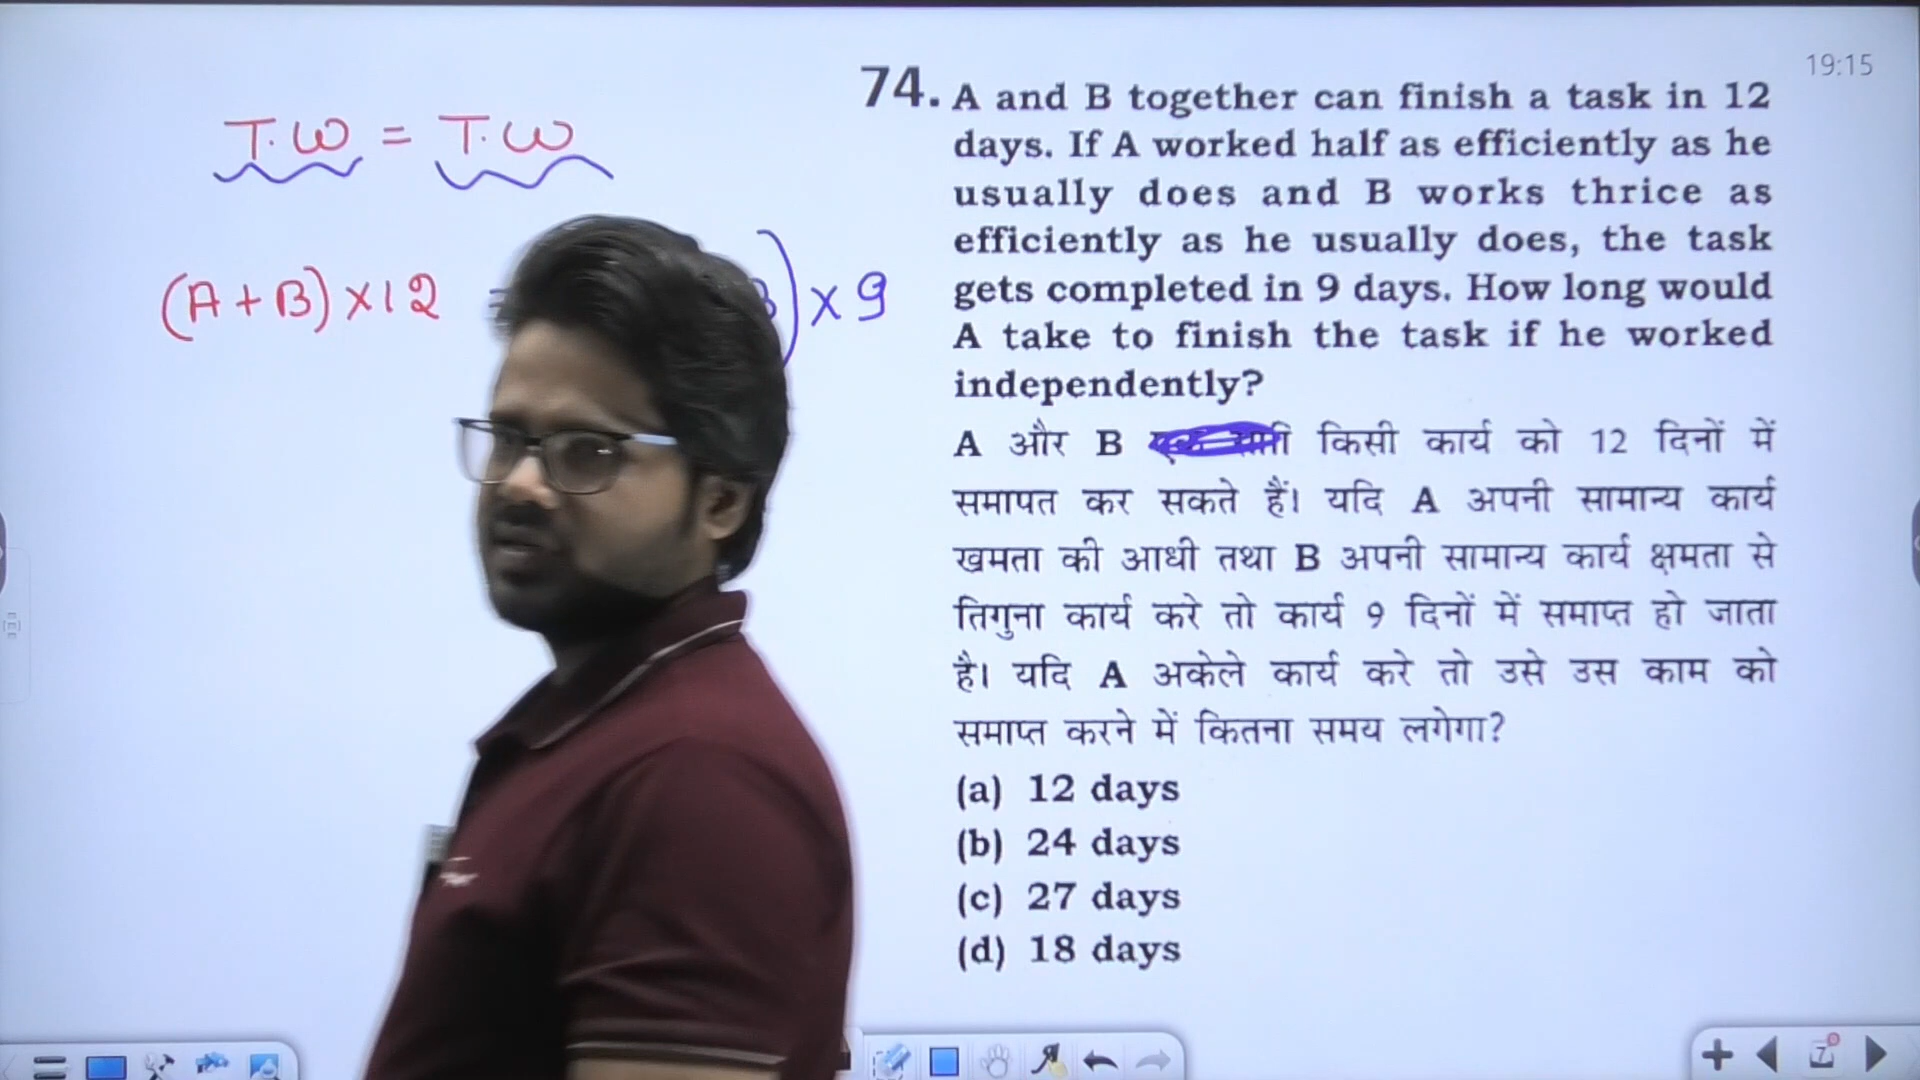 19:15
T.W = T.W
(A+B)×12 = B)×9
74. A and B together can finish a task in 12
days. If A worked half as efficiently as he
usually does and B works thrice as
efficiently as he usually does, the task
gets completed in 9 days. How long would
A take to finish the task if he worked
independently?
A और B किसी कार्य को 12 दिनों में
समापत कर सकते हैं। यदि A अपनी सामान्य कार्य
खमता की आधी तथा B अपनी सामान्य कार्य क्षमता से
तिगुना कार्य करे तो कार्य 9 दिनों में समाप्त हो जाता
है। यदि A अकेले कार्य करे तो उसे उस काम को
समाप्त करने में कितना समय लगेगा?
(a) 12 days
(b) 24 days
(c) 27 days
(d) 18 days
7